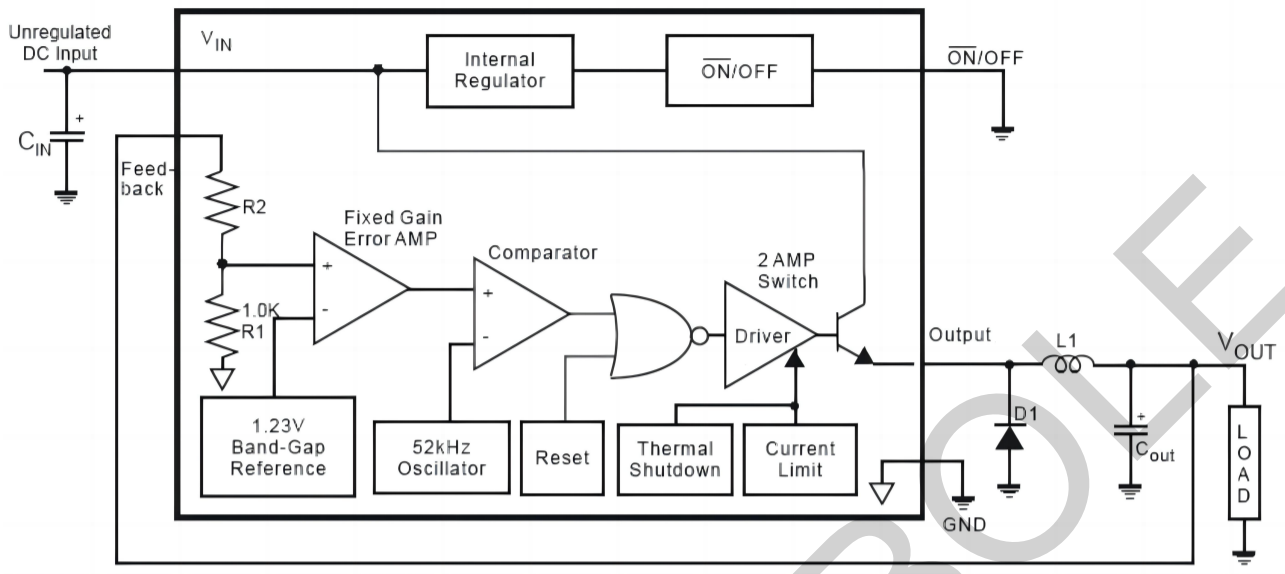 Unregulated
DC Input
V_IN
Internal
Regulator
O̅N̅/OFF
O̅N̅/OFF
+
C_IN
Feed-
back
R2
Fixed Gain
Error AMP
+
-
1.0K
R1
Comparator
+
-
2 AMP
Switch
Driver
Output
L1
V_OUT
D1
+
C_out
LOAD
1.23V
Band-Gap
Reference
52kHz
Oscillator
Reset
Thermal
Shutdown
Current
Limit
GND